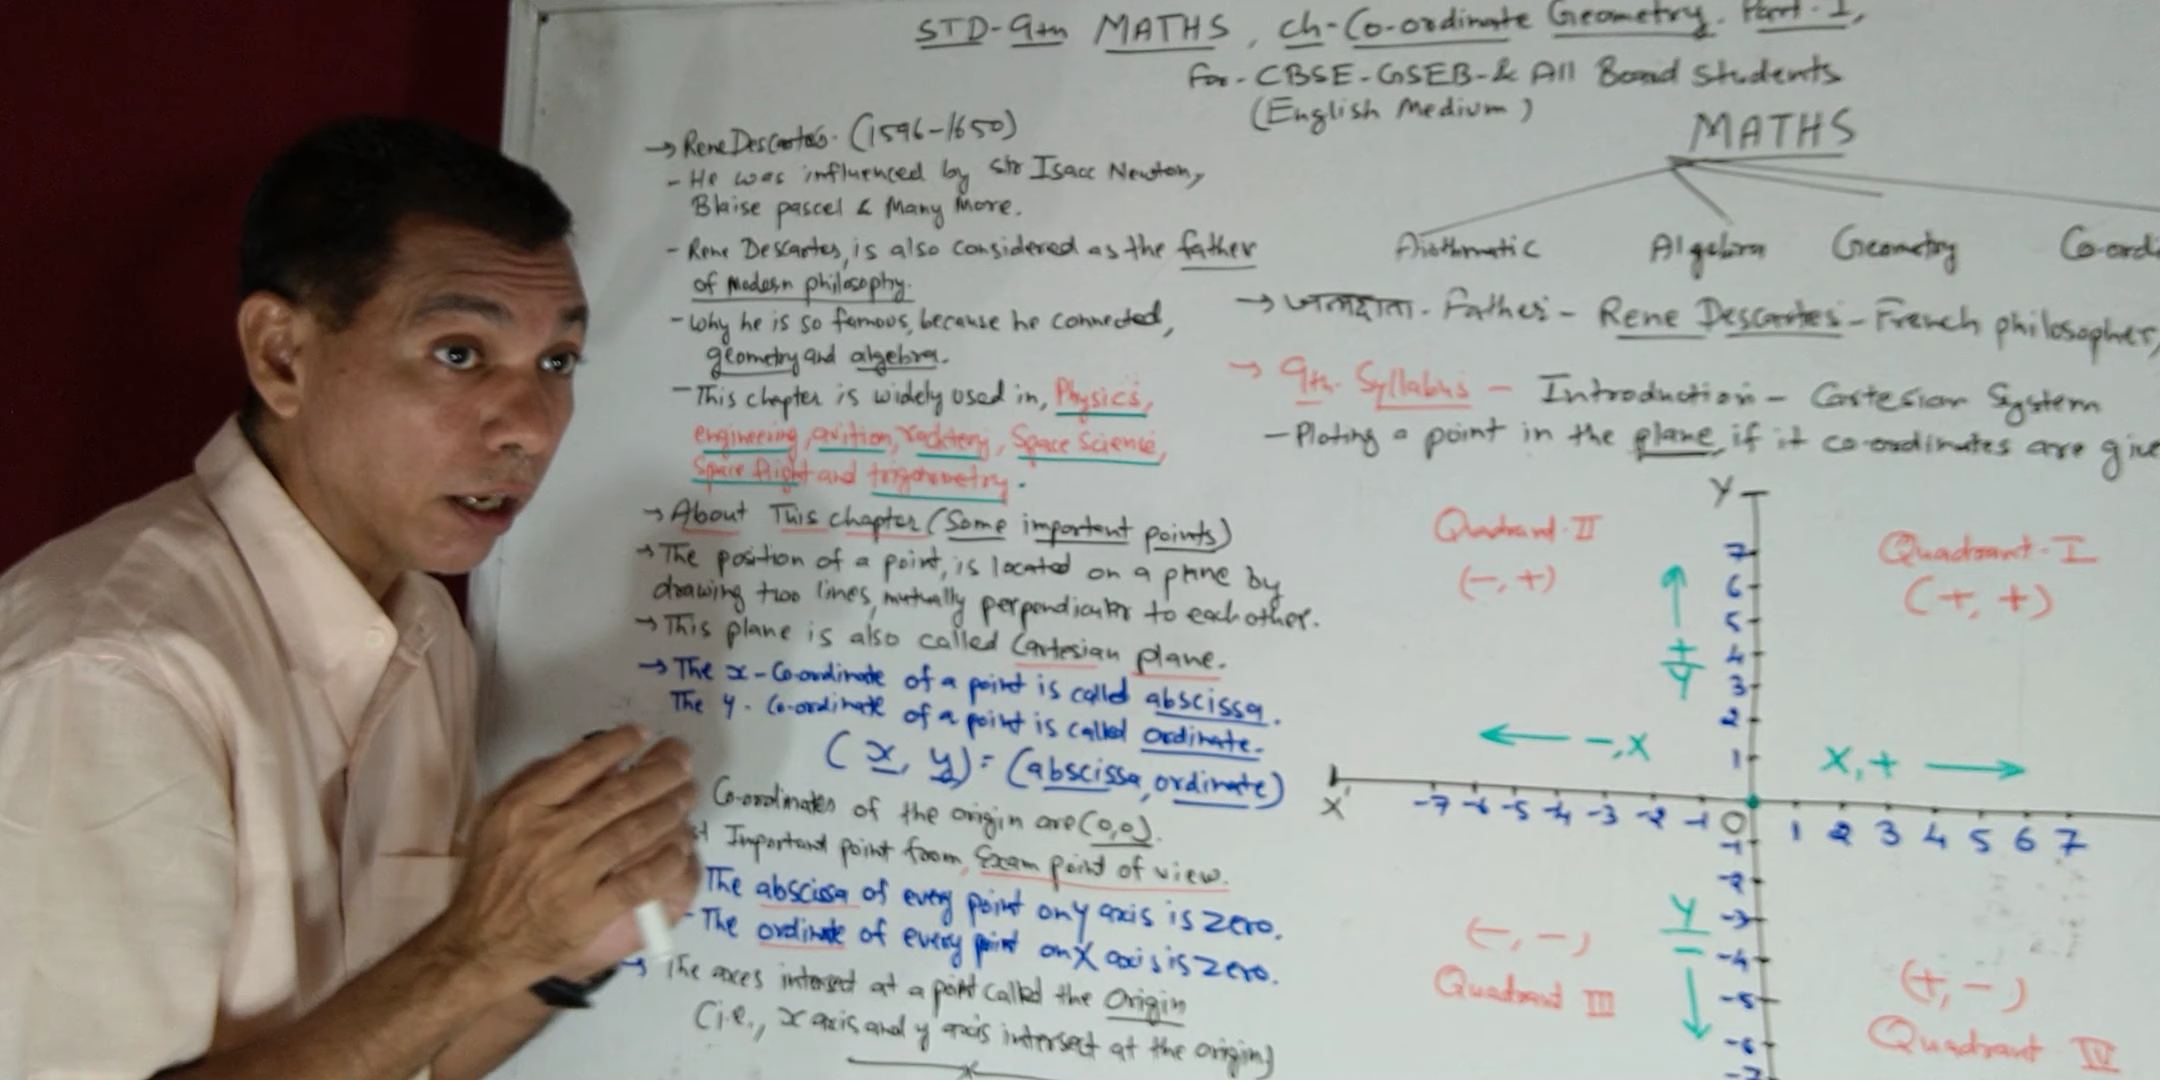 STD-9th MATHS, ch-Co-ordinate Geometry. Part-I,
For-CBSE-GSEB-& All Board Students
(English Medium)
MATHS
Arithmatic Algebra Geometry Co-ord
→ जन्मदाता - Father - Rene Descartes - French philosopher,
→ 9th Syllabus - Introduction - Cartesian System
- Ploting a point in the plane, if it co-ordinates are give
→ Rene Descartes. (1596-1650)
- He was influenced by Sir Isacc Newton,
Blaise pascel & Many More.
- Rene Descartes, is also considered as the father
of modern philosophy.
- Why he is so famous, because he connected,
geometry and algebra.
- This chapter is widely used in, Physics,
engineering, avition, rocktery, Space Science,
Space flight and trigonometry.
→ About This chapter (Some important points)
→ The position of a point, is located on a plane by
drawing two lines, mutually perpendicular to each other.
→ This plane is also called Cartesian plane.
→ The x-Co-ordinate of a point is called abscissa.
The y-Co-ordinate of a point is called ordinate.
(x, y) = (abscissa, ordinate)
Co-ordinates of the origin are (0,0).
Important point from, Exam point of view.
The abscissa of every point on Y axis is zero.
- The ordinate of every point on X axis is zero.
→ The axes intersect at a point called the Origin
(i.e., x axis and y axis intersect at the origin)
Y
Quadrant-II
(-, +)
Quadrant-I
(+, +)
7
6
5
4
3
2
1
+
Y
-, X
X, +
X'
-7 -6 -5 -4 -3 -2 -1 O 1 2 3 4 5 6 7
-1
-2
-3
-4
-5
-6
-7
Y
-
(-, -)
Quadrant III
(+, -)
Quadrant IV